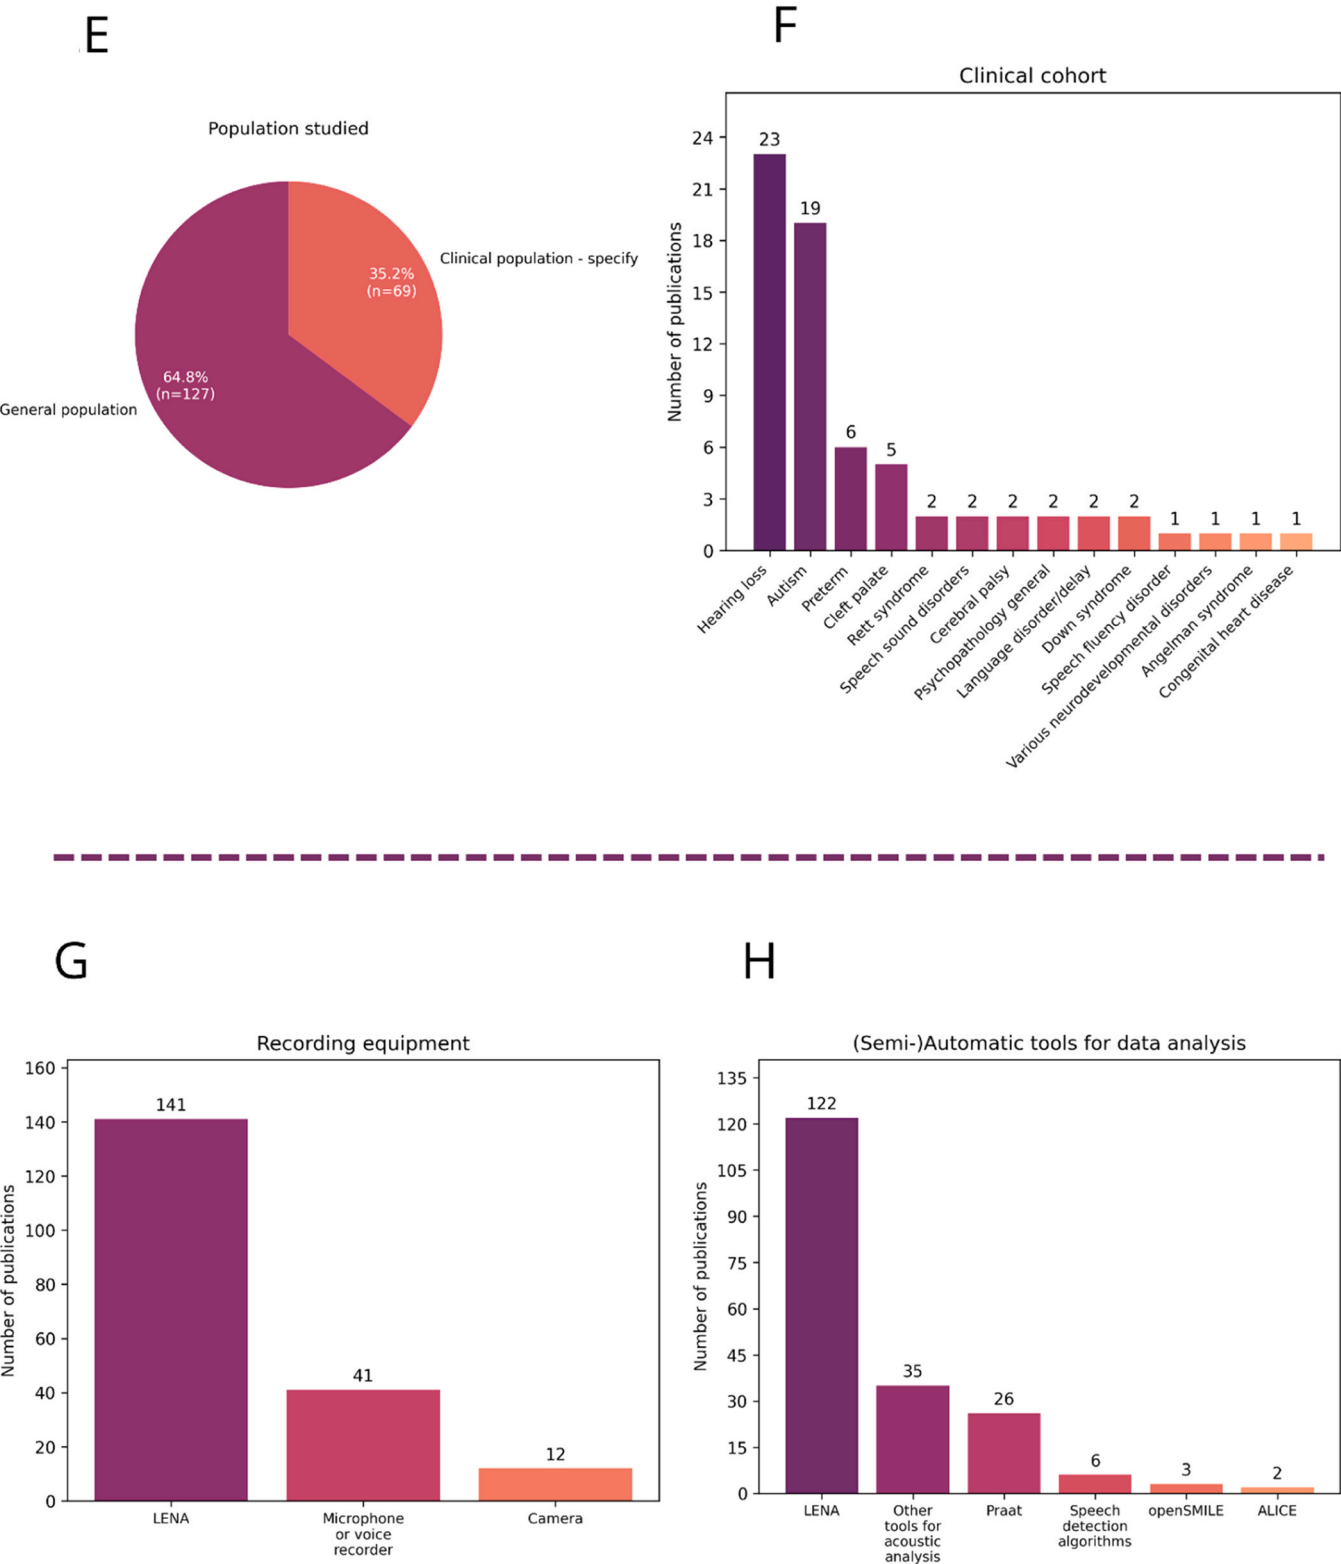 E
Population studied
Clinical population - specify
35.2%
(n=69)
64.8%
(n=127)
General population
F
Clinical cohort
Number of publications
24
21
18
15
12
9
6
3
0
23
19
6
5
2
2
2
2
2
2
1
1
1
1
Hearing loss
Autism
Preterm
Cleft palate
Rett syndrome
Speech sound disorders
Cerebral palsy
Psychopathology general
Language disorder/delay
Down syndrome
Speech fluency disorder
Various neurodevelopmental disorders
Angelman syndrome
Congenital heart disease
G
Recording equipment
Number of publications
160
140
120
100
80
60
40
20
0
141
41
12
LENA
Microphone
or voice
recorder
Camera
H
(Semi-)Automatic tools for data analysis
Number of publications
135
120
105
90
75
60
45
30
15
0
122
35
26
6
3
2
LENA
Other
tools for
acoustic
analysis
Praat
Speech
detection
algorithms
openSMILE
ALICE